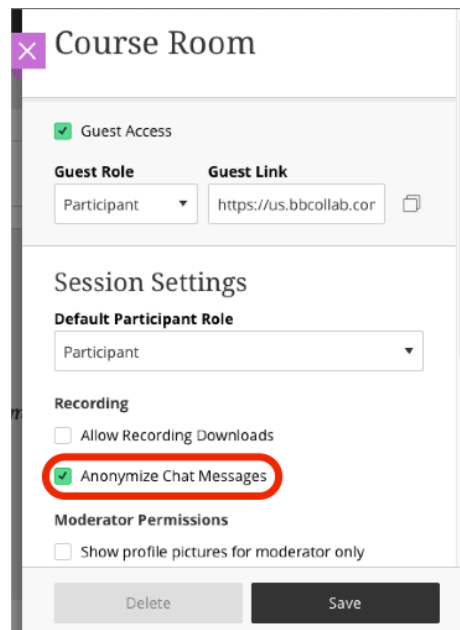 Course Room
Guest Access
Guest Role Guest Link
Participant https://us.bbcollab.cor
Session Settings
Default Participant Role
Participant
Recording
Allow Recording Downloads
Anonymize Chat Messages
Moderator Permissions
Show profile pictures for moderator only
Delete Save